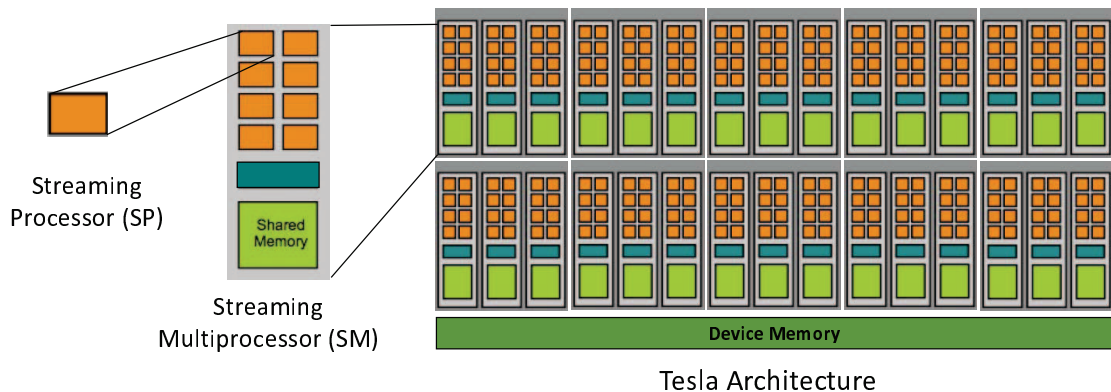 Streaming
Processor (SP)
Shared
Memory
Streaming
Multiprocessor (SM)
Device Memory
Tesla Architecture